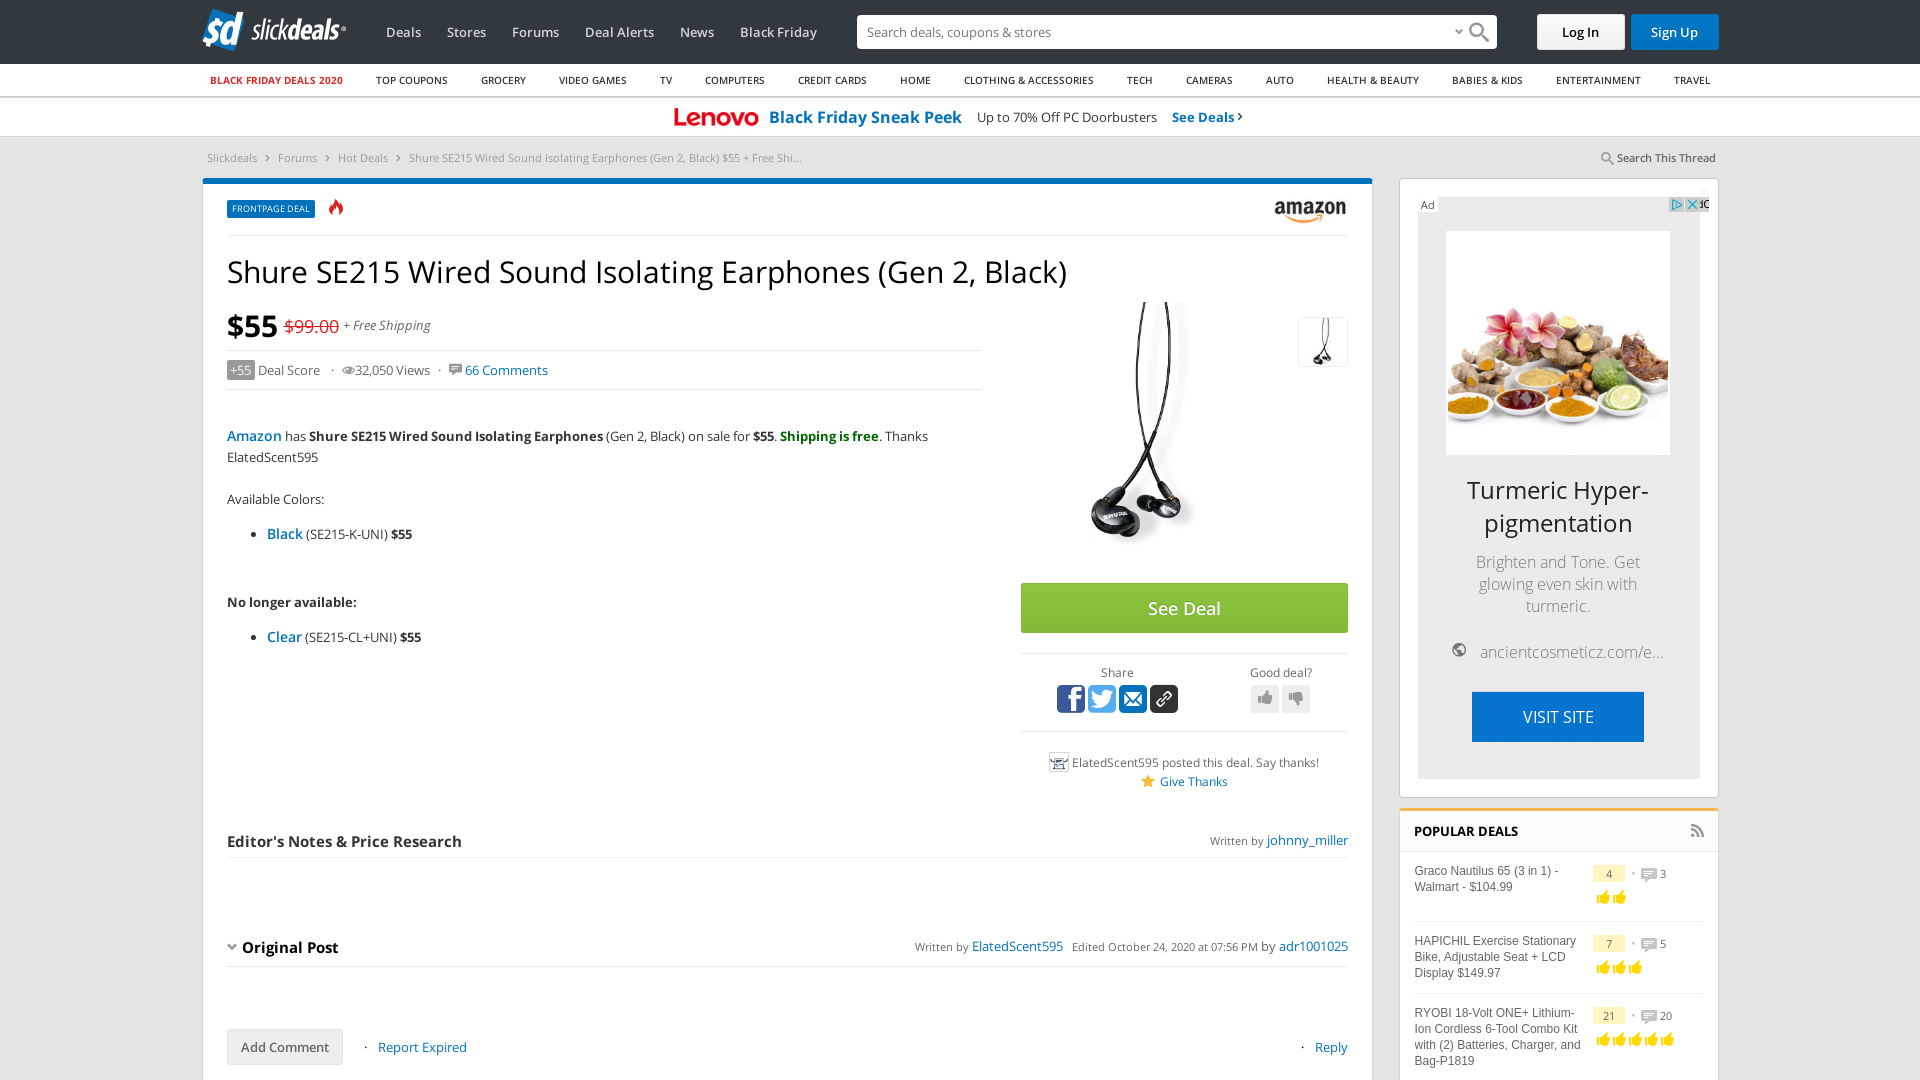 sd slickdeals
Deals Stores Forums Deal Alerts News Black Friday
Search deals, coupons & stores
Log In
Sign Up
BLACK FRIDAY DEALS 2020 TOP COUPONS GROCERY VIDEO GAMES TV COMPUTERS CREDIT CARDS HOME CLOTHING & ACCESSORIES TECH CAMERAS AUTO HEALTH & BEAUTY BABIES & KIDS ENTERTAINMENT TRAVEL
Lenovo Black Friday Sneak Peek Up to 70% Off PC Doorbusters See Deals ›
Slickdeals › Forums › Hot Deals › Shure SE215 Wired Sound Isolating Earphones (Gen 2, Black) $55 + Free Shi...
Search This Thread
FRONTPAGE DEAL
amazon
Shure SE215 Wired Sound Isolating Earphones (Gen 2, Black)
$55 $99.00 + Free Shipping
+55 Deal Score · 32,050 Views · 66 Comments
Amazon has Shure SE215 Wired Sound Isolating Earphones (Gen 2, Black) on sale for $55. Shipping is free. Thanks
ElatedScent595
Available Colors:
• Black (SE215-K-UNI) $55
No longer available:
• Clear (SE215-CL+UNI) $55
SHURE
See Deal
Share
Good deal?
ElatedScent595 posted this deal. Say thanks!
Give Thanks
Editor's Notes & Price Research
Written by johnny_miller
Original Post
Written by ElatedScent595 Edited October 24, 2020 at 07:56 PM by adr1001025
Add Comment
· Report Expired
· Reply
Ad
Turmeric Hyper-
pigmentation
Brighten and Tone. Get
glowing even skin with
turmeric.
ancientcosmeticz.com/e...
VISIT SITE
POPULAR DEALS
Graco Nautilus 65 (3 in 1) -
Walmart - $104.99
4 • 3
HAPICHIL Exercise Stationary
Bike, Adjustable Seat + LCD
Display $149.97
7 • 5
RYOBI 18-Volt ONE+ Lithium-
Ion Cordless 6-Tool Combo Kit
with (2) Batteries, Charger, and
Bag-P1819
21 • 20